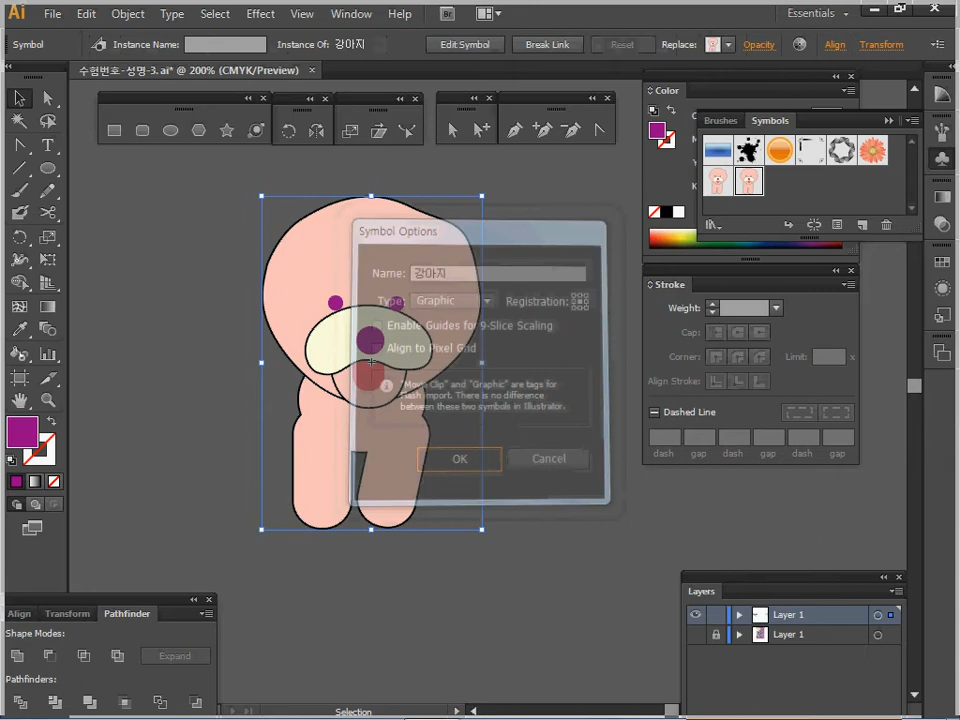 Ai File Edit Object Type Select Effect View Window Help Br Essentials
Symbol Instance Name: Instance Of: 강아지 Edit Symbol Break Link Reset Replace: Opacity Align Transform
수험번호-성명-3.ai* @ 200% (CMYK/Preview) ×
Color
Brushes Symbols
Symbol Options
Name: 강아지
Type: Graphic Registration:
Enable Guides for 9-Slice Scaling
Align to Pixel Grid
"Movie Clip" and "Graphic" are tags for
Flash import. There is no difference
between these two symbols in Illustrator.
OK Cancel
Stroke
Weight:
Cap:
Corner: Limit:
Align Stroke:
Dashed Line
dash gap dash gap dash gap
Layers
Layer 1
Layer 1
Align Transform Pathfinder
Shape Modes:
Expand
Pathfinders:
Selection